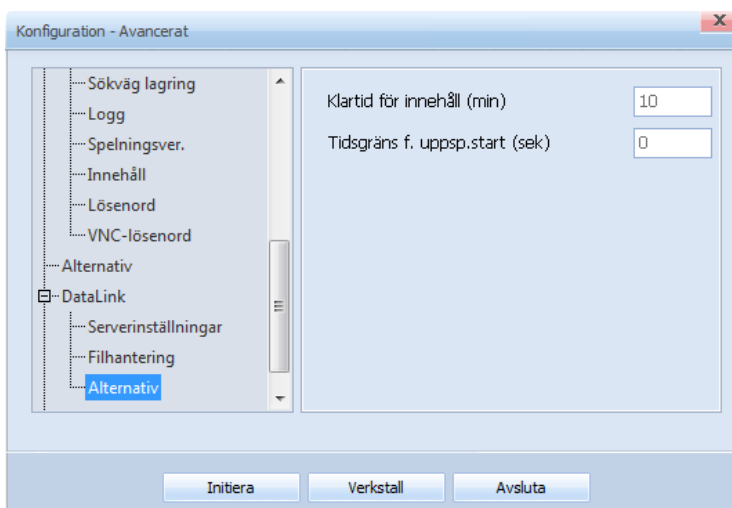 Konfiguration - Avancerat
Sökväg lagring
Logg
Spelningsver.
Innehåll
Lösenord
VNC-lösenord
Alternativ
DataLink
Serverinställningar
Filhantering
Alternativ
Klartid för innehåll (min)
10
Tidsgräns f. uppsp.start (sek)
0
Initiera
Verkställ
Avsluta